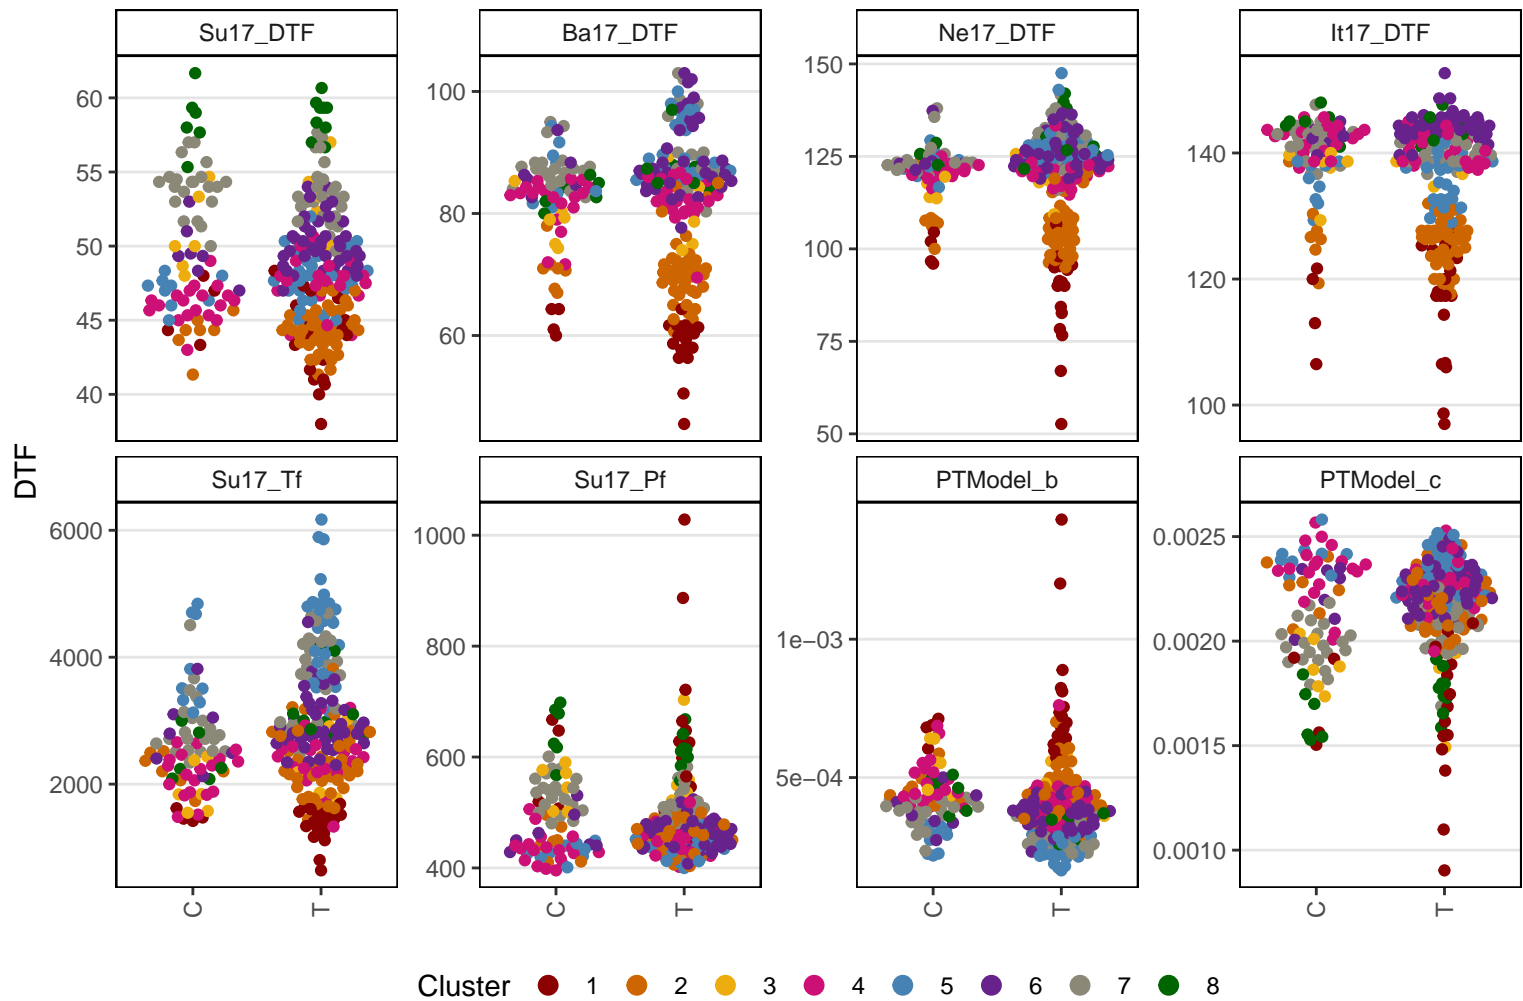 Su17_DTF
Ba17_DTF
Ne17_DTF
It17_DTF
60
55
50
45
40
100
80
60
150
125
100
75
50
140
120
100
DTF
Su17_Tf
Su17_Pf
PTModel_b
PTModel_c
6000
4000
2000
1000
800
600
400
1e−03
5e−04
0.0025
0.0020
0.0015
0.0010
C T
C T
C T
C T
Cluster 1 2 3 4 5 6 7 8